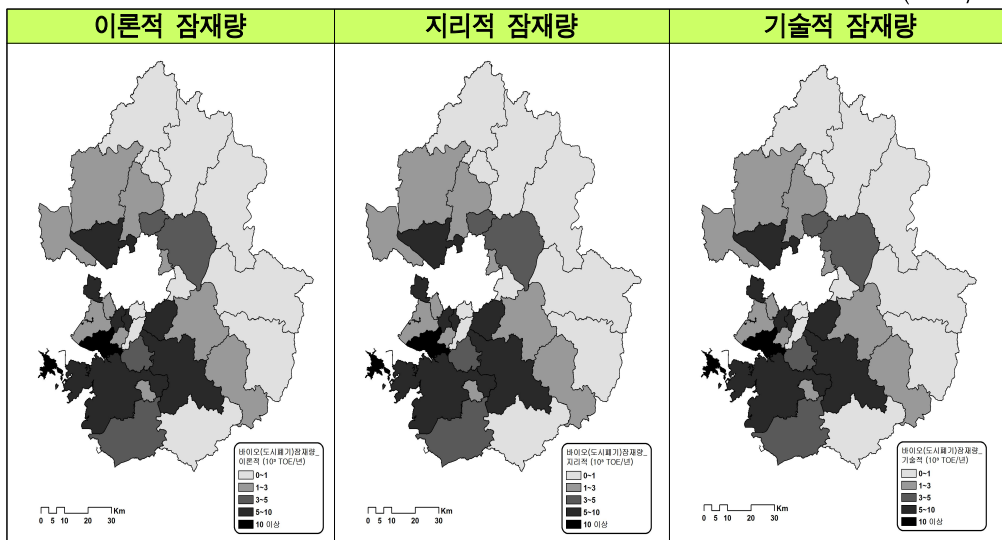 이론적 잠재량
지리적 잠재량
기술적 잠재량
바이오(도시폐기)잠재량_
이론적 (10³ TOE/년)
0~1
1~3
3~5
5~10
10 이상
Km
0 5 10 20 30
바이오(도시폐기)잠재량_
지리적 (10³ TOE/년)
0~1
1~3
3~5
5~10
10 이상
Km
0 5 10 20 30
바이오(도시폐기)잠재량_
기술적 (10³ TOE/년)
0~1
1~3
3~5
5~10
10 이상
Km
0 5 10 20 30